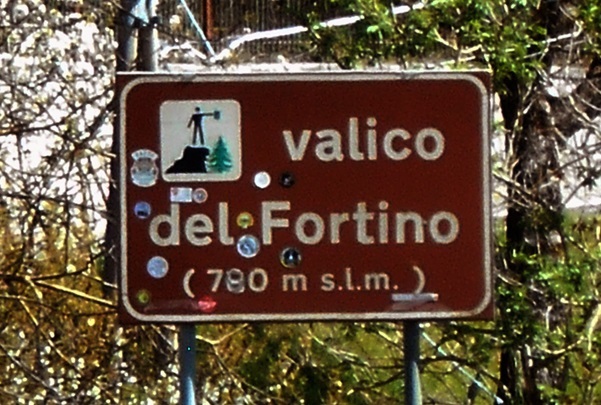 valico
del Fortino
( 780 m s.l.m. )